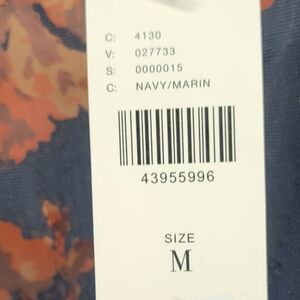 C: 4130
V: 027733
S: 0000015
C: NAVY/MARIN
43955996
SIZE
M